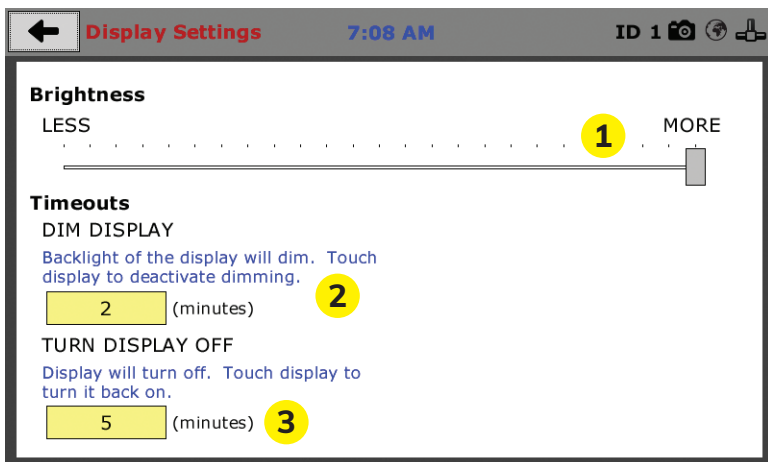 Display Settings 7:08 AM ID 1
Brightness
LESS 1 MORE
Timeouts
DIM DISPLAY
Backlight of the display will dim. Touch
display to deactivate dimming.
2 (minutes) 2
TURN DISPLAY OFF
Display will turn off. Touch display to
turn it back on.
5 (minutes) 3